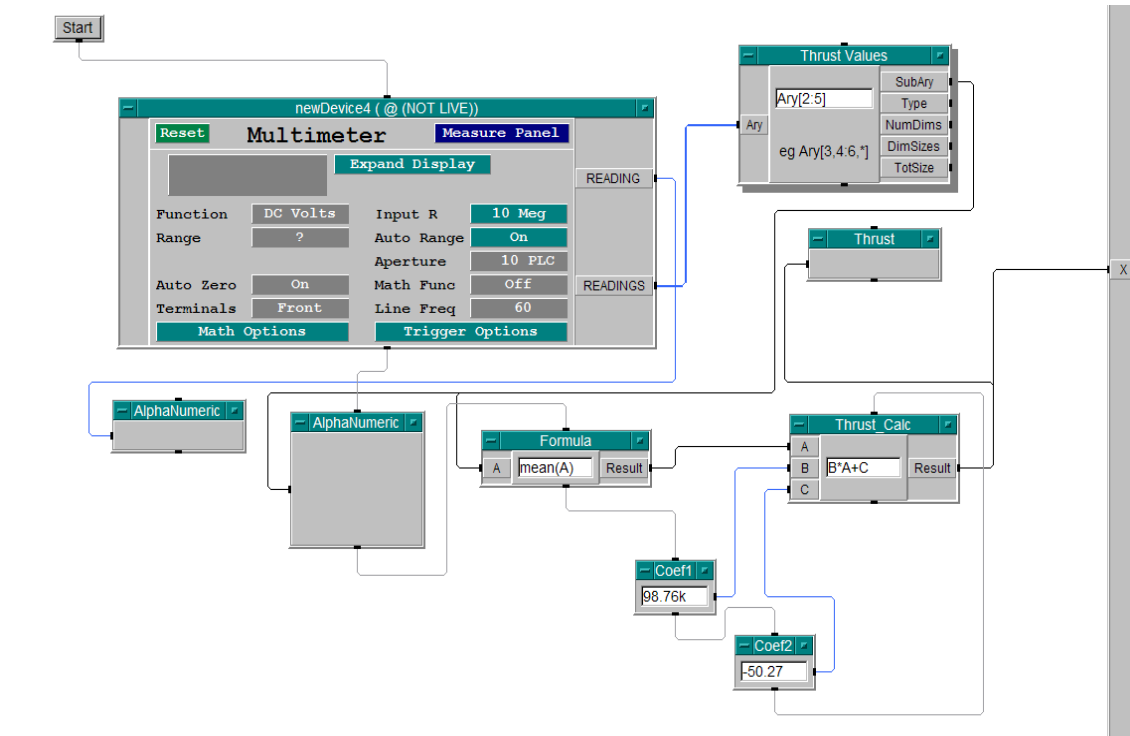 Start
newDevice4 ( @ (NOT LIVE))
Reset Multimeter Measure Panel
Expand Display
READING
Function DC Volts Input R 10 Meg
Range ? Auto Range On
Aperture 10 PLC
Auto Zero On Math Func Off
READINGS
Terminals Front Line Freq 60
Math Options Trigger Options
Thrust Values
Ary
Ary[2:5]
eg Ary[3,4:6,*]
SubAry
Type
NumDims
DimSizes
TotSize
Thrust
X
AlphaNumeric
AlphaNumeric
Formula
A mean(A) Result
Thrust_Calc
A
B B*A+C Result
C
Coef1
98.76k
Coef2
-50.27